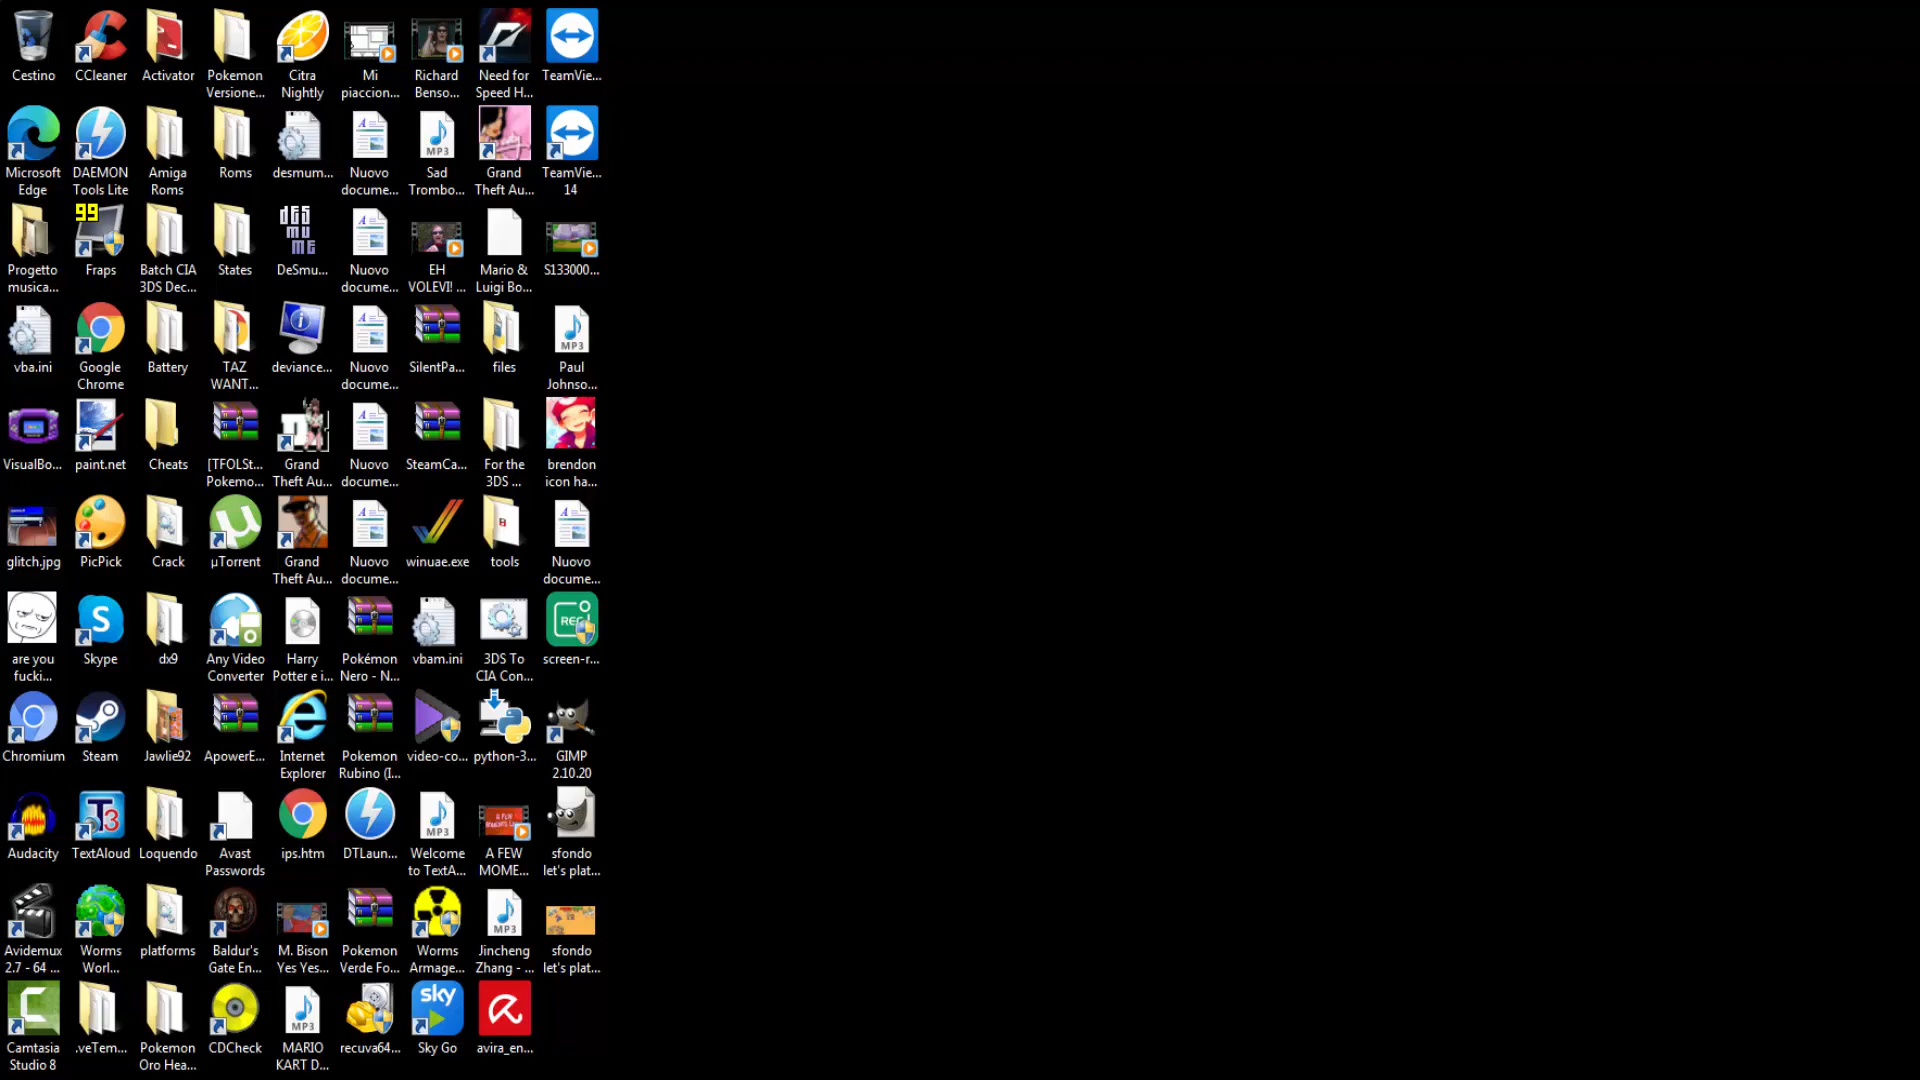 Cestino
CCleaner
Activator
Pokemon
Versione...
Citra
Nightly
Mi
piaccion...
Richard
Benso...
Need for
Speed H...
TeamVie...
Microsoft
Edge
DAEMON
Tools Lite
Amiga
Roms
Roms
desmum...
Nuovo
docume...
MP3
Sad
Trombo...
Grand
Theft Au...
TeamVie...
14
Progetto
musica...
99
Fraps
Batch CIA
3DS Dec...
States
DeSmu...
Nuovo
docume...
EH
VOLEVI! ...
Mario &
Luigi Bo...
S133000...
vba.ini
Google
Chrome
Battery
TAZ
WANT...
deviance...
Nuovo
docume...
SilentPa...
files
MP3
Paul
Johnso...
VisualBo...
paint.net
Cheats
[TFOLSt...
Pokemo...
Grand
Theft Au...
Nuovo
docume...
SteamCa...
For the
3DS ...
brendon
icon ha...
glitch.jpg
PicPick
Crack
µTorrent
Grand
Theft Au...
Nuovo
docume...
winuae.exe
tools
Nuovo
docume...
are you
fucki...
Skype
dx9
Any Video
Converter
Harry
Potter e i...
Pokémon
Nero - N...
vbam.ini
3DS To
CIA Con...
REC
screen-r...
Chromium
Steam
Jawlie92
ApowerE...
Internet
Explorer
Pokemon
Rubino (I...
video-co...
python-3...
GIMP
2.10.20
Audacity
TextAloud
Loquendo
Avast
Passwords
ips.htm
DTLaun...
MP3
Welcome
to TextA...
A FEW
MOME...
sfondo
let's plat...
Avidemux
2.7 - 64 ...
Worms
Worl...
platforms
Baldur's
Gate En...
M. Bison
Yes Yes...
Pokemon
Verde Fo...
Worms
Armage...
MP3
Jincheng
Zhang - ...
sfondo
let's plat...
Camtasia
Studio 8
.veTem...
Pokemon
Oro Hea...
CDCheck
MP3
MARIO
KART D...
recuva64...
sky
Sky Go
avira_en...